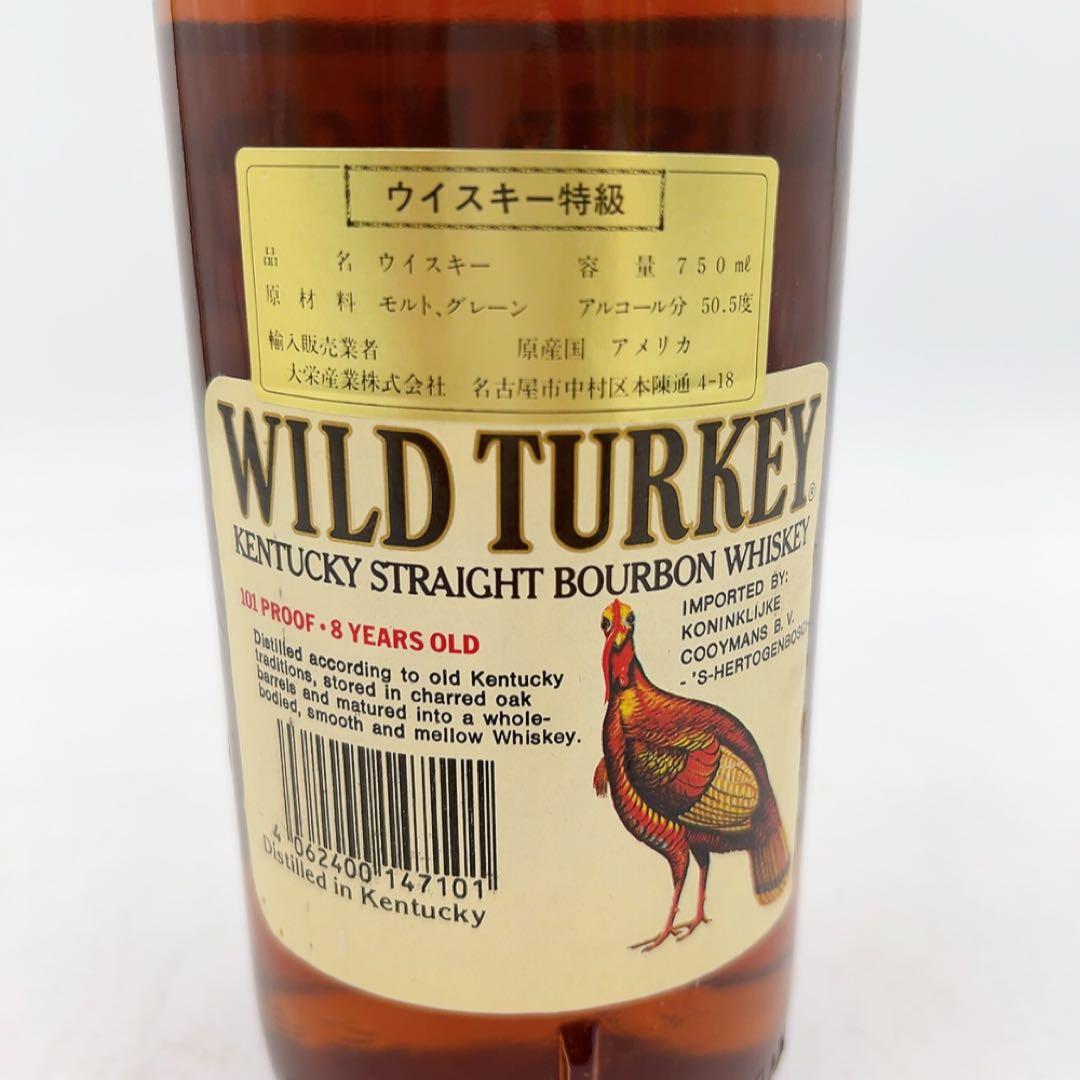 ウイスキー特級
品 名 ウイスキー 容 量 750㎖
原 材 料 モルト、グレーン アルコール分 50.5度
輸入販売業者 原産国 アメリカ
大栄産業株式会社 名古屋市中村区本陳通 4-18
WILD TURKEY®
KENTUCKY STRAIGHT BOURBON WHISKEY
101 PROOF • 8 YEARS OLD
Distilled according to old Kentucky
traditions, stored in charred oak
barrels and matured into a whole-
bodied, smooth and mellow Whiskey.
IMPORTED BY:
KONINKLIJKE
COOYMANS B.V.
- 'S-HERTOGENBOSCH
4 062400 147101
Distilled in Kentucky